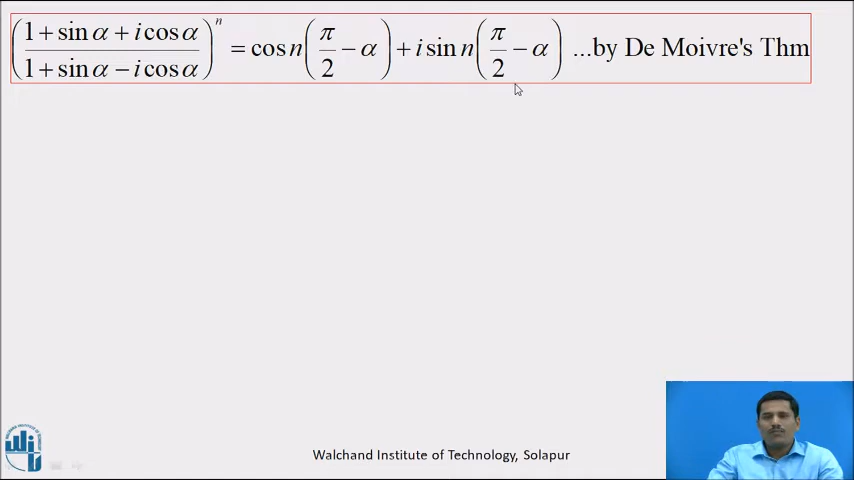 ((1 + sin α + i cos α)/(1 + sin α − i cos α))^n = cos n(π/2 − α) + i sin n(π/2 − α) ...by De Moivre's Thm
Walchand Institute of Technology, Solapur